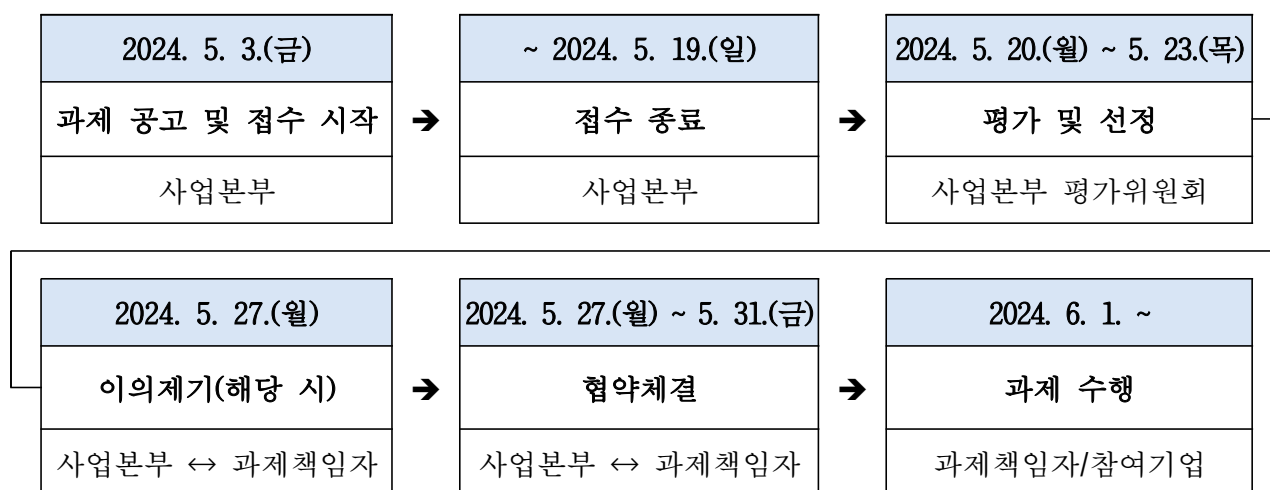 2024. 5. 3.(금)
~ 2024. 5. 19.(일)
2024. 5. 20.(월) ~ 5. 23.(목)
과제 공고 및 접수 시작
➔
접수 종료
➔
평가 및 선정
사업본부
사업본부
사업본부 평가위원회
2024. 5. 27.(월)
2024. 5. 27.(월) ~ 5. 31.(금)
2024. 6. 1. ~
이의제기(해당 시)
➔
협약체결
➔
과제 수행
사업본부 ↔ 과제책임자
사업본부 ↔ 과제책임자
과제책임자/참여기업